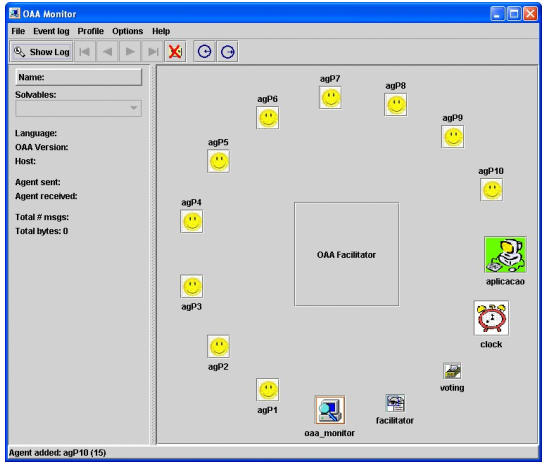 OAA Monitor
File Event log Profile Options Help
Show Log
Name:
Solvables:
Language:
OAA Version:
Host:
Agent sent:
Agent received:
Total # msgs:
Total bytes: 0
agP7
agP8
agP6
agP9
agP5
agP10
agP4
OAA Facilitator
aplicacao
agP3
clock
agP2
voting
agP1
facilitator
oaa_monitor
Agent added: agP10 (15)